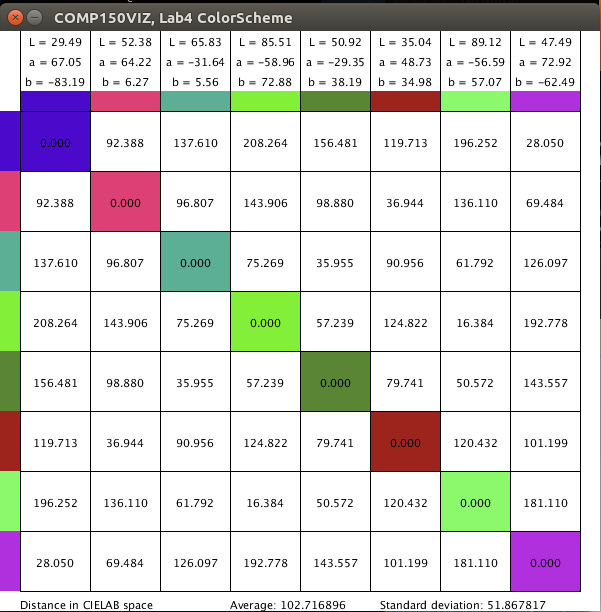 COMP150VIZ, Lab4 ColorScheme
L = 29.49 L = 52.38 L = 65.83 L = 85.51 L = 50.92 L = 35.04 L = 89.12 L = 47.49
a = 67.05 a = 64.22 a = -31.64 a = -58.96 a = -29.35 a = 48.73 a = -56.59 a = 72.92
b = -83.19 b = 6.27 b = 5.56 b = 72.88 b = 38.19 b = 34.98 b = 57.07 b = -62.49
0.000 92.388 137.610 208.264 156.481 119.713 196.252 28.050
92.388 0.000 96.807 143.906 98.880 36.944 136.110 69.484
137.610 96.807 0.000 75.269 35.955 90.956 61.792 126.097
208.264 143.906 75.269 0.000 57.239 124.822 16.384 192.778
156.481 98.880 35.955 57.239 0.000 79.741 50.572 143.557
119.713 36.944 90.956 124.822 79.741 0.000 120.432 101.199
196.252 136.110 61.792 16.384 50.572 120.432 0.000 181.110
28.050 69.484 126.097 192.778 143.557 101.199 181.110 0.000
Distance in CIELAB space Average: 102.716896 Standard deviation: 51.867817